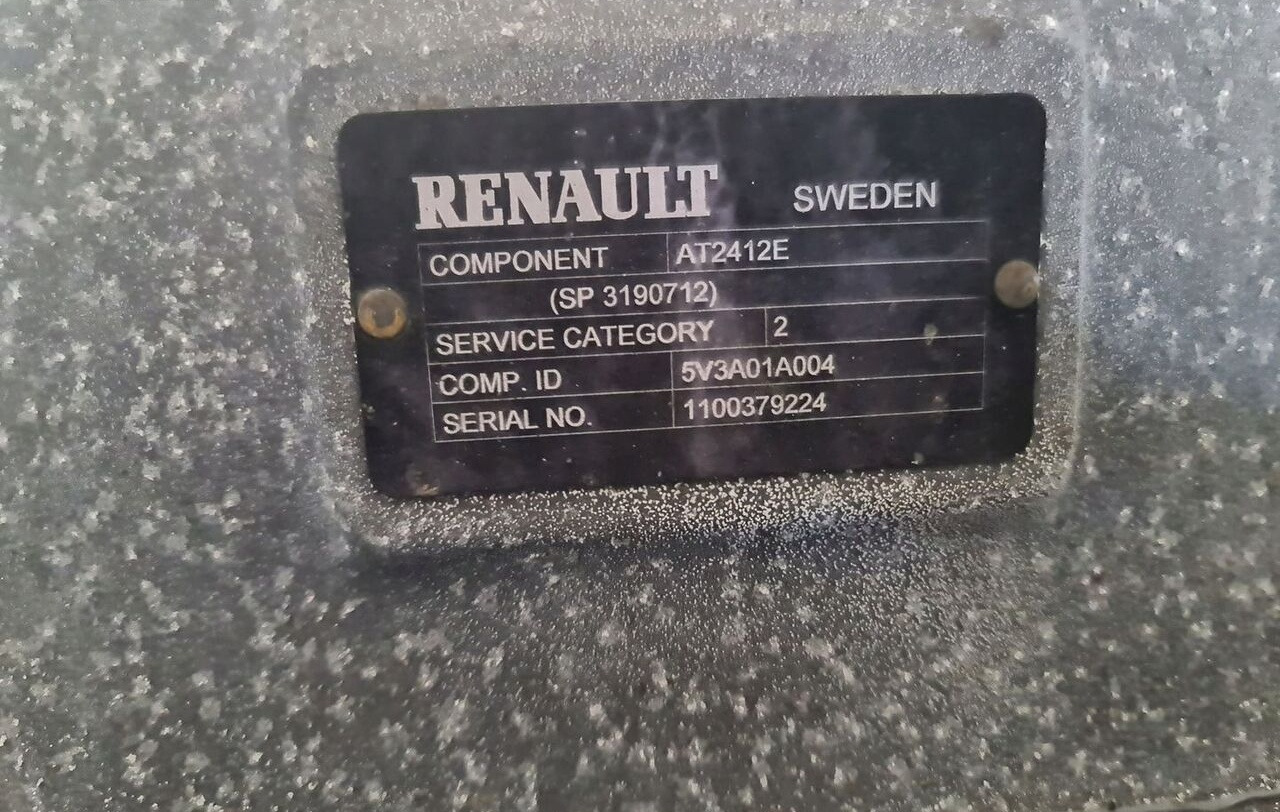 RENAULT SWEDEN
COMPONENT AT2412E
(SP 3190712)
SERVICE CATEGORY 2
COMP. ID 5V3A01A004
SERIAL NO. 1100379224